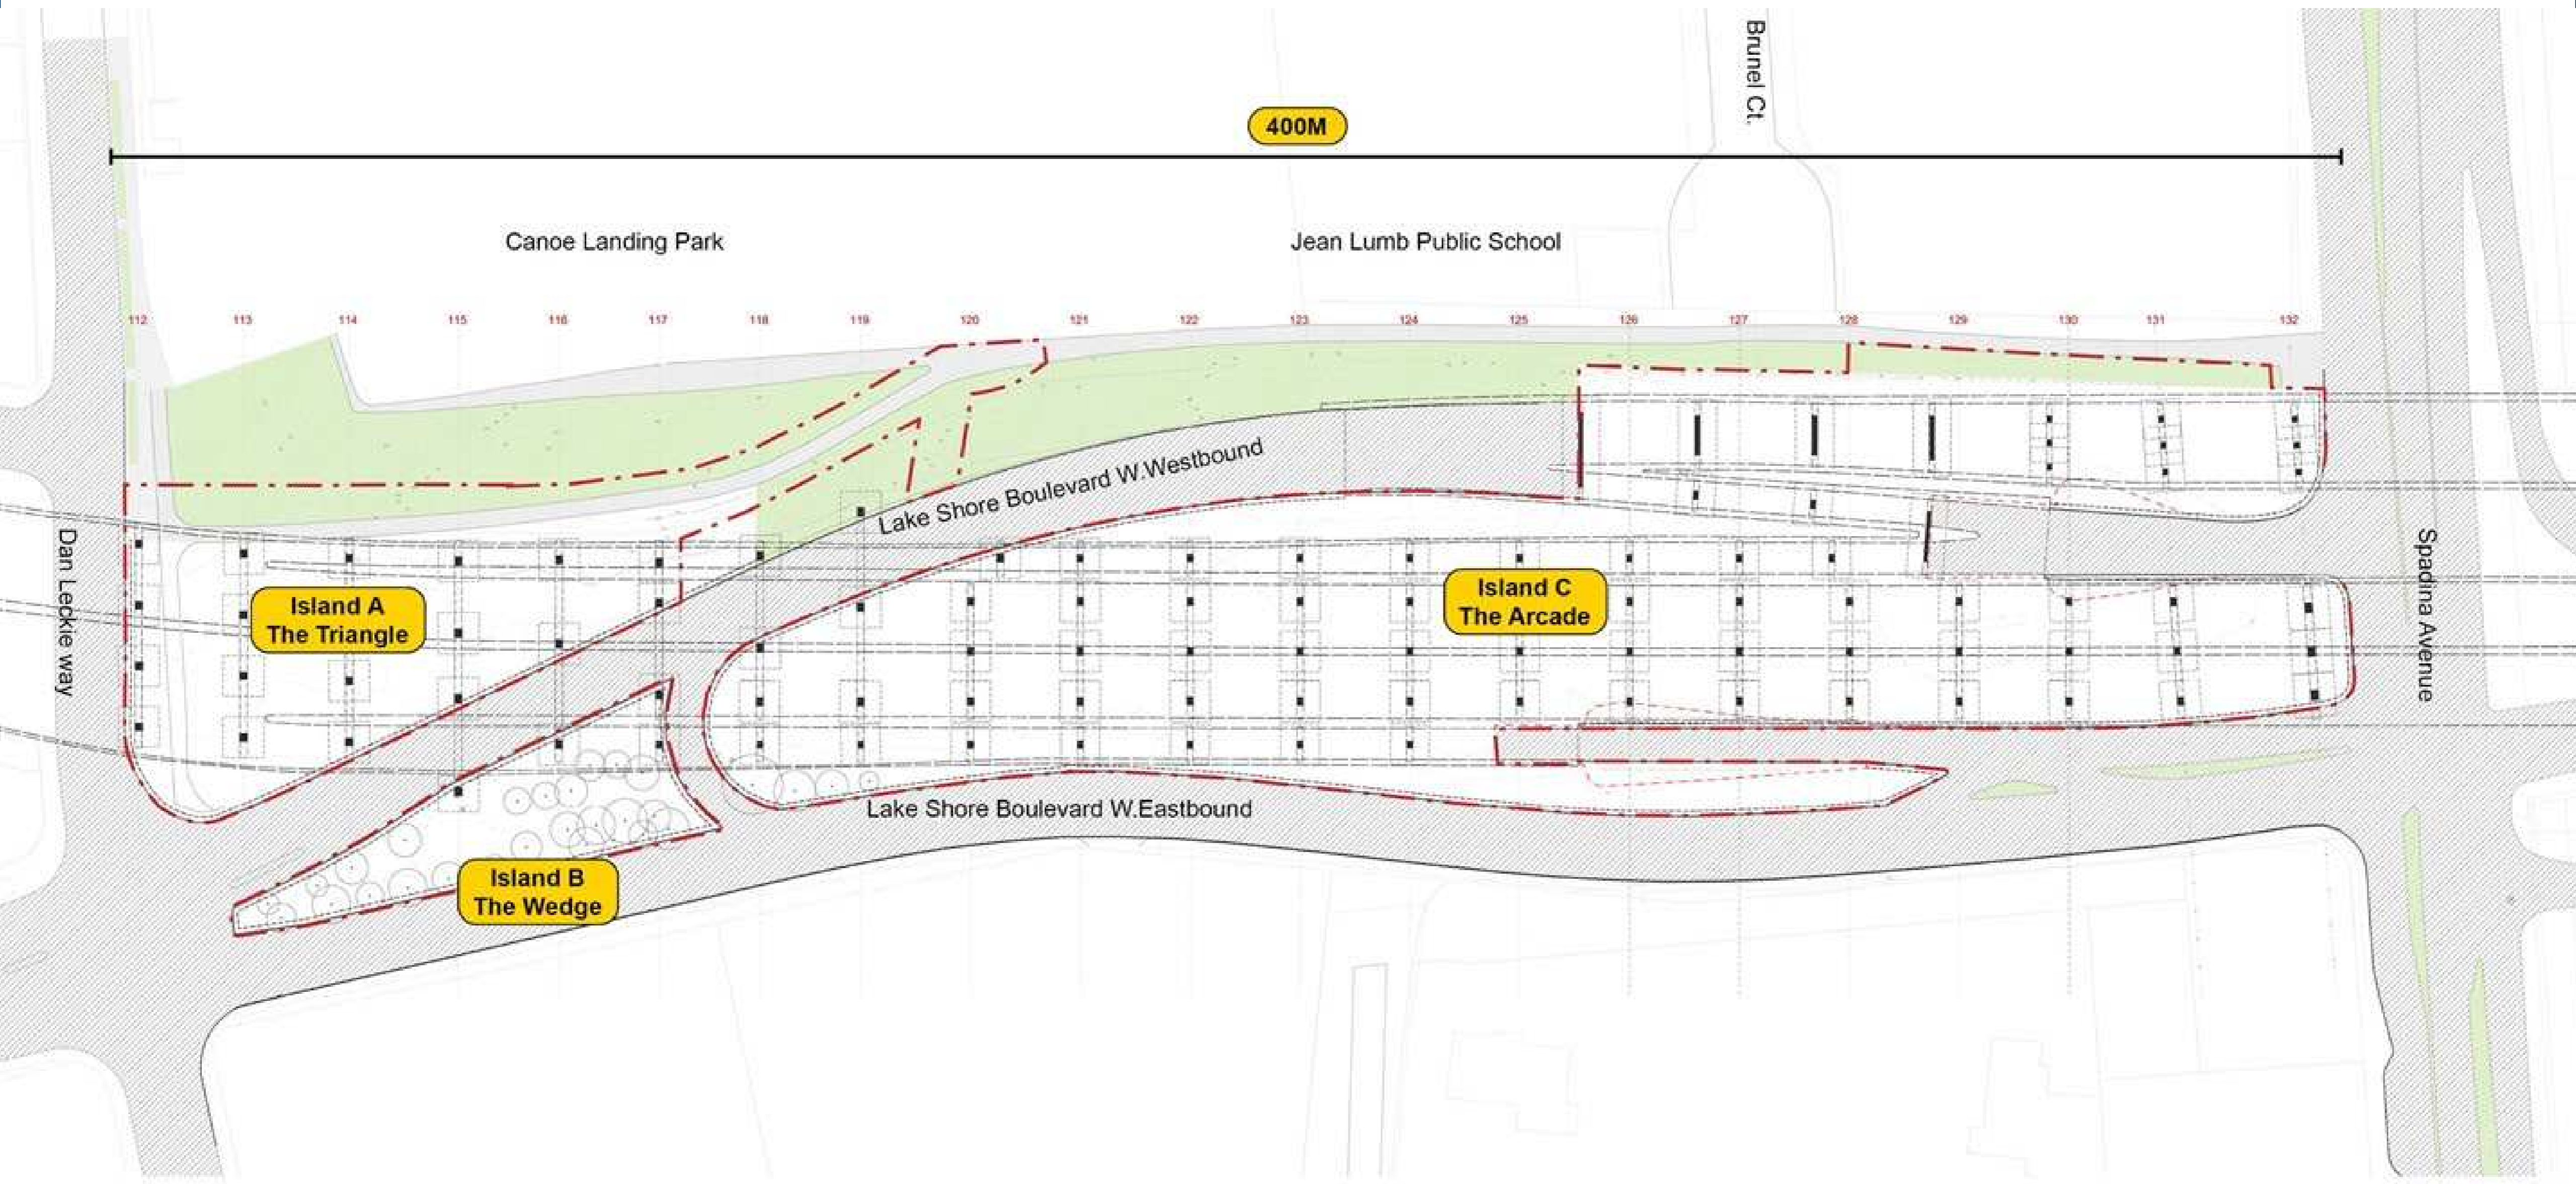 Brunel Ct.
400M
Canoe Landing Park
Jean Lumb Public School
112 113 114 115 116 117 118 119 120 121 122 123 124 125 126 127 128 129 130 131 132
Lake Shore Boulevard W.Westbound
Dan Leckie way
Island A
The Triangle
Island C
The Arcade
Spadina Avenue
Lake Shore Boulevard W.Eastbound
Island B
The Wedge